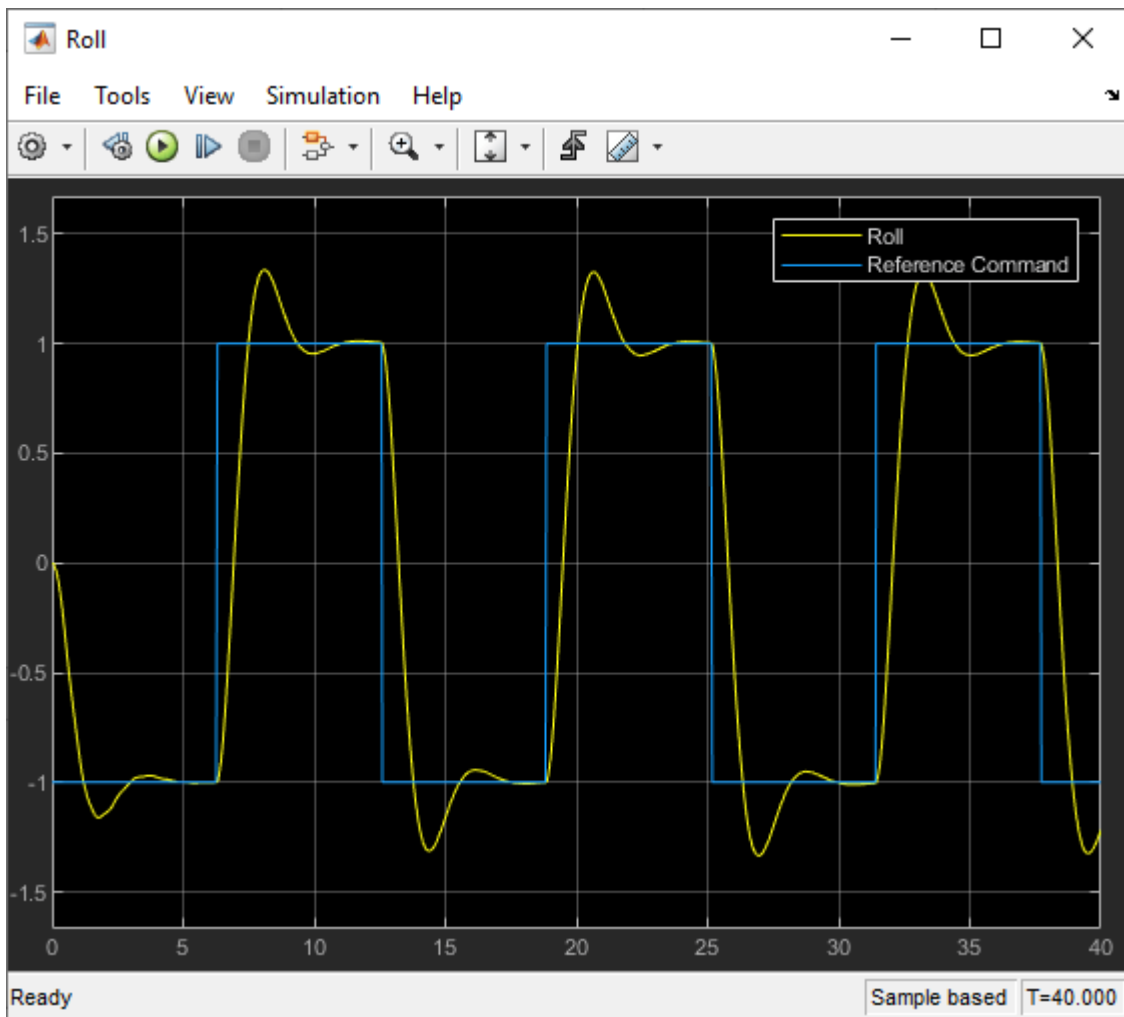 Roll
File Tools View Simulation Help
Roll
Reference Command
1.5
1
0.5
0
-0.5
-1
-1.5
0 5 10 15 20 25 30 35 40
Ready Sample based T=40.000